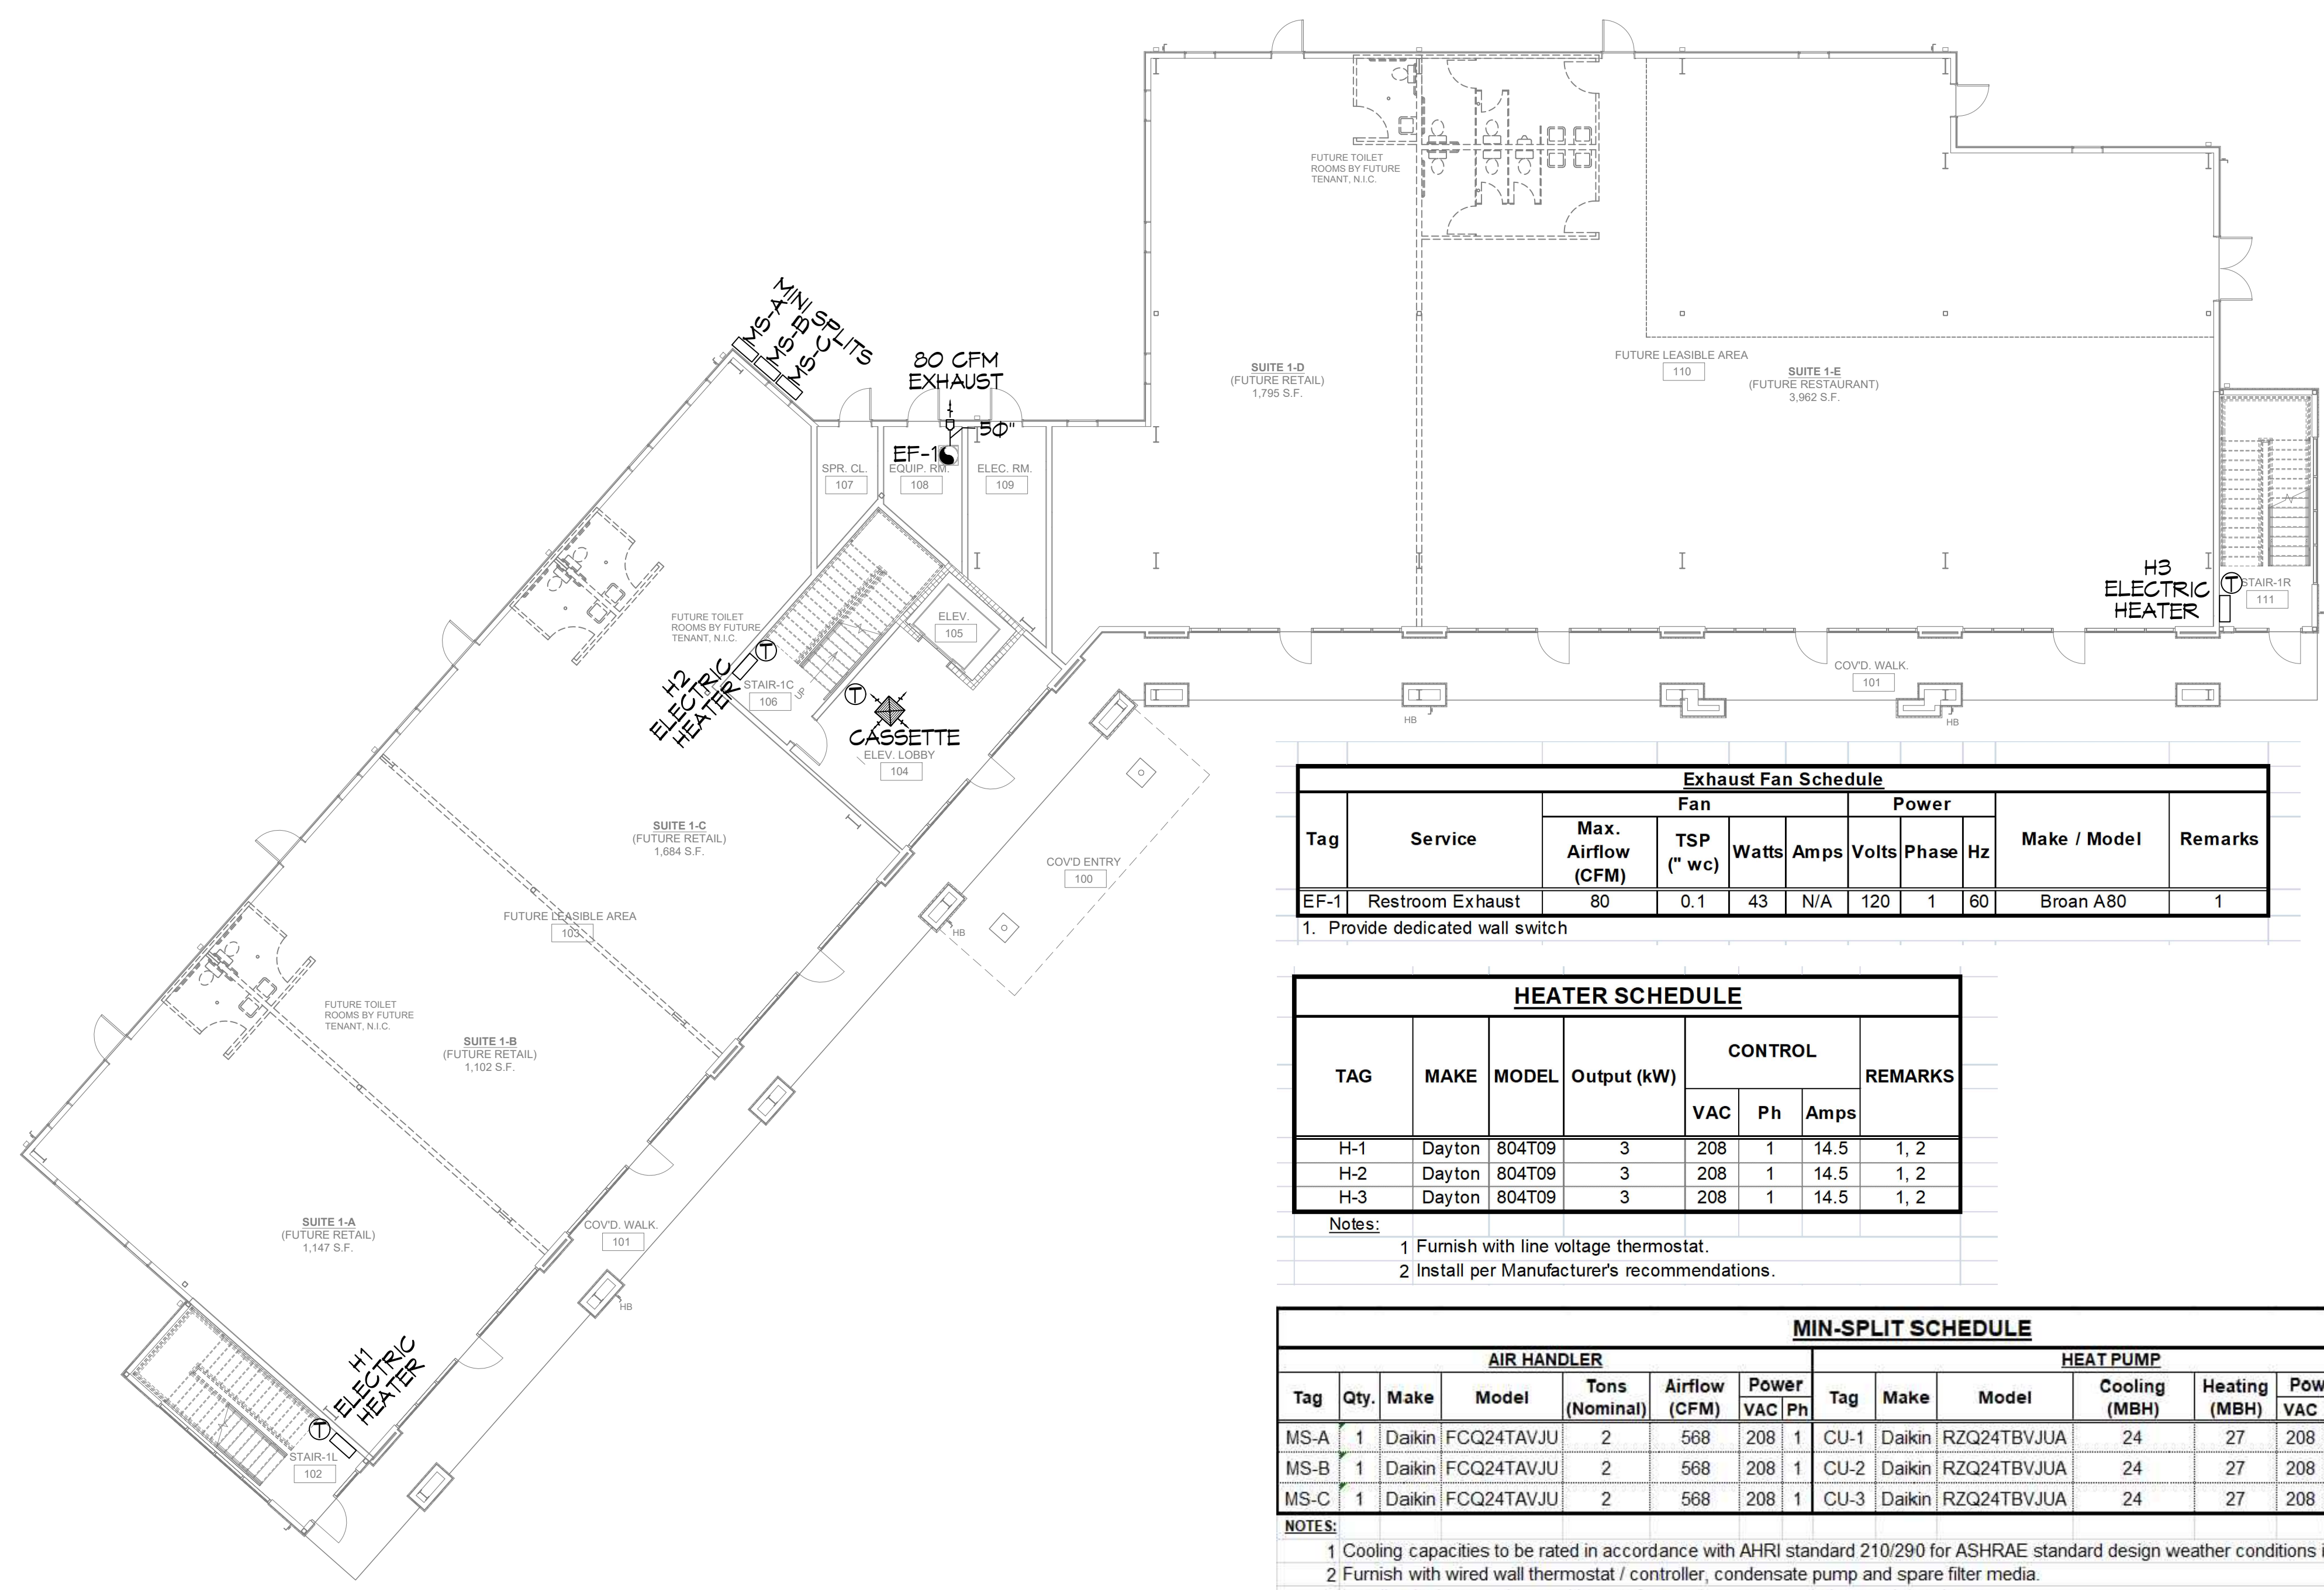 FUTURE TOILET
ROOMS BY FUTURE
TENANT, N.I.C.
MINI SPLITS
MS-A
MS-B
MS-C
80 CFM
EXHAUST
5Ø"
EF-1
SPR. CL.
107
EQUIP. RM.
108
ELEC. RM.
109
SUITE 1-D
(FUTURE RETAIL)
1,795 S.F.
FUTURE LEASIBLE AREA
110
SUITE 1-E
(FUTURE RESTAURANT)
3,962 S.F.
H3
ELECTRIC
HEATER
T
STAIR-1R
111
FUTURE TOILET
ROOMS BY FUTURE
TENANT, N.I.C.
ELEV.
105
T
H2
ELECTRIC
HEATER
STAIR-1C
106
UP
T
CASSETTE
ELEV. LOBBY
104
COV'D. WALK.
101
HB
HB
SUITE 1-C
(FUTURE RETAIL)
1,684 S.F.
COV'D ENTRY
100
HB
FUTURE LEASIBLE AREA
103
FUTURE TOILET
ROOMS BY FUTURE
TENANT, N.I.C.
SUITE 1-B
(FUTURE RETAIL)
1,102 S.F.
SUITE 1-A
(FUTURE RETAIL)
1,147 S.F.
COV'D. WALK.
101
HB
H1
ELECTRIC
HEATER
T
STAIR-1L
102
Exhaust Fan Schedule
Fan Power
Tag Service Max. Airflow (CFM) TSP (" wc) Watts Amps Volts Phase Hz Make / Model Remarks
EF-1 Restroom Exhaust 80 0.1 43 N/A 120 1 60 Broan A80 1
1. Provide dedicated wall switch
HEATER SCHEDULE
TAG MAKE MODEL Output (kW) CONTROL REMARKS
VAC Ph Amps
H-1 Dayton 804T09 3 208 1 14.5 1, 2
H-2 Dayton 804T09 3 208 1 14.5 1, 2
H-3 Dayton 804T09 3 208 1 14.5 1, 2
Notes:
1 Furnish with line voltage thermostat.
2 Install per Manufacturer's recommendations.
MIN-SPLIT SCHEDULE
AIR HANDLER HEAT PUMP
Tag Qty. Make Model Tons (Nominal) Airflow (CFM) Power Tag Make Model Cooling (MBH) Heating (MBH) Pow
VAC Ph VAC
MS-A 1 Daikin FCQ24TAVJU 2 568 208 1 CU-1 Daikin RZQ24TBVJUA 24 27 208
MS-B 1 Daikin FCQ24TAVJU 2 568 208 1 CU-2 Daikin RZQ24TBVJUA 24 27 208
MS-C 1 Daikin FCQ24TAVJU 2 568 208 1 CU-3 Daikin RZQ24TBVJUA 24 27 208
NOTES:
1 Cooling capacities to be rated in accordance with AHRI standard 210/290 for ASHRAE standard design weather conditions
2 Furnish with wired wall thermostat / controller, condensate pump and spare filter media.